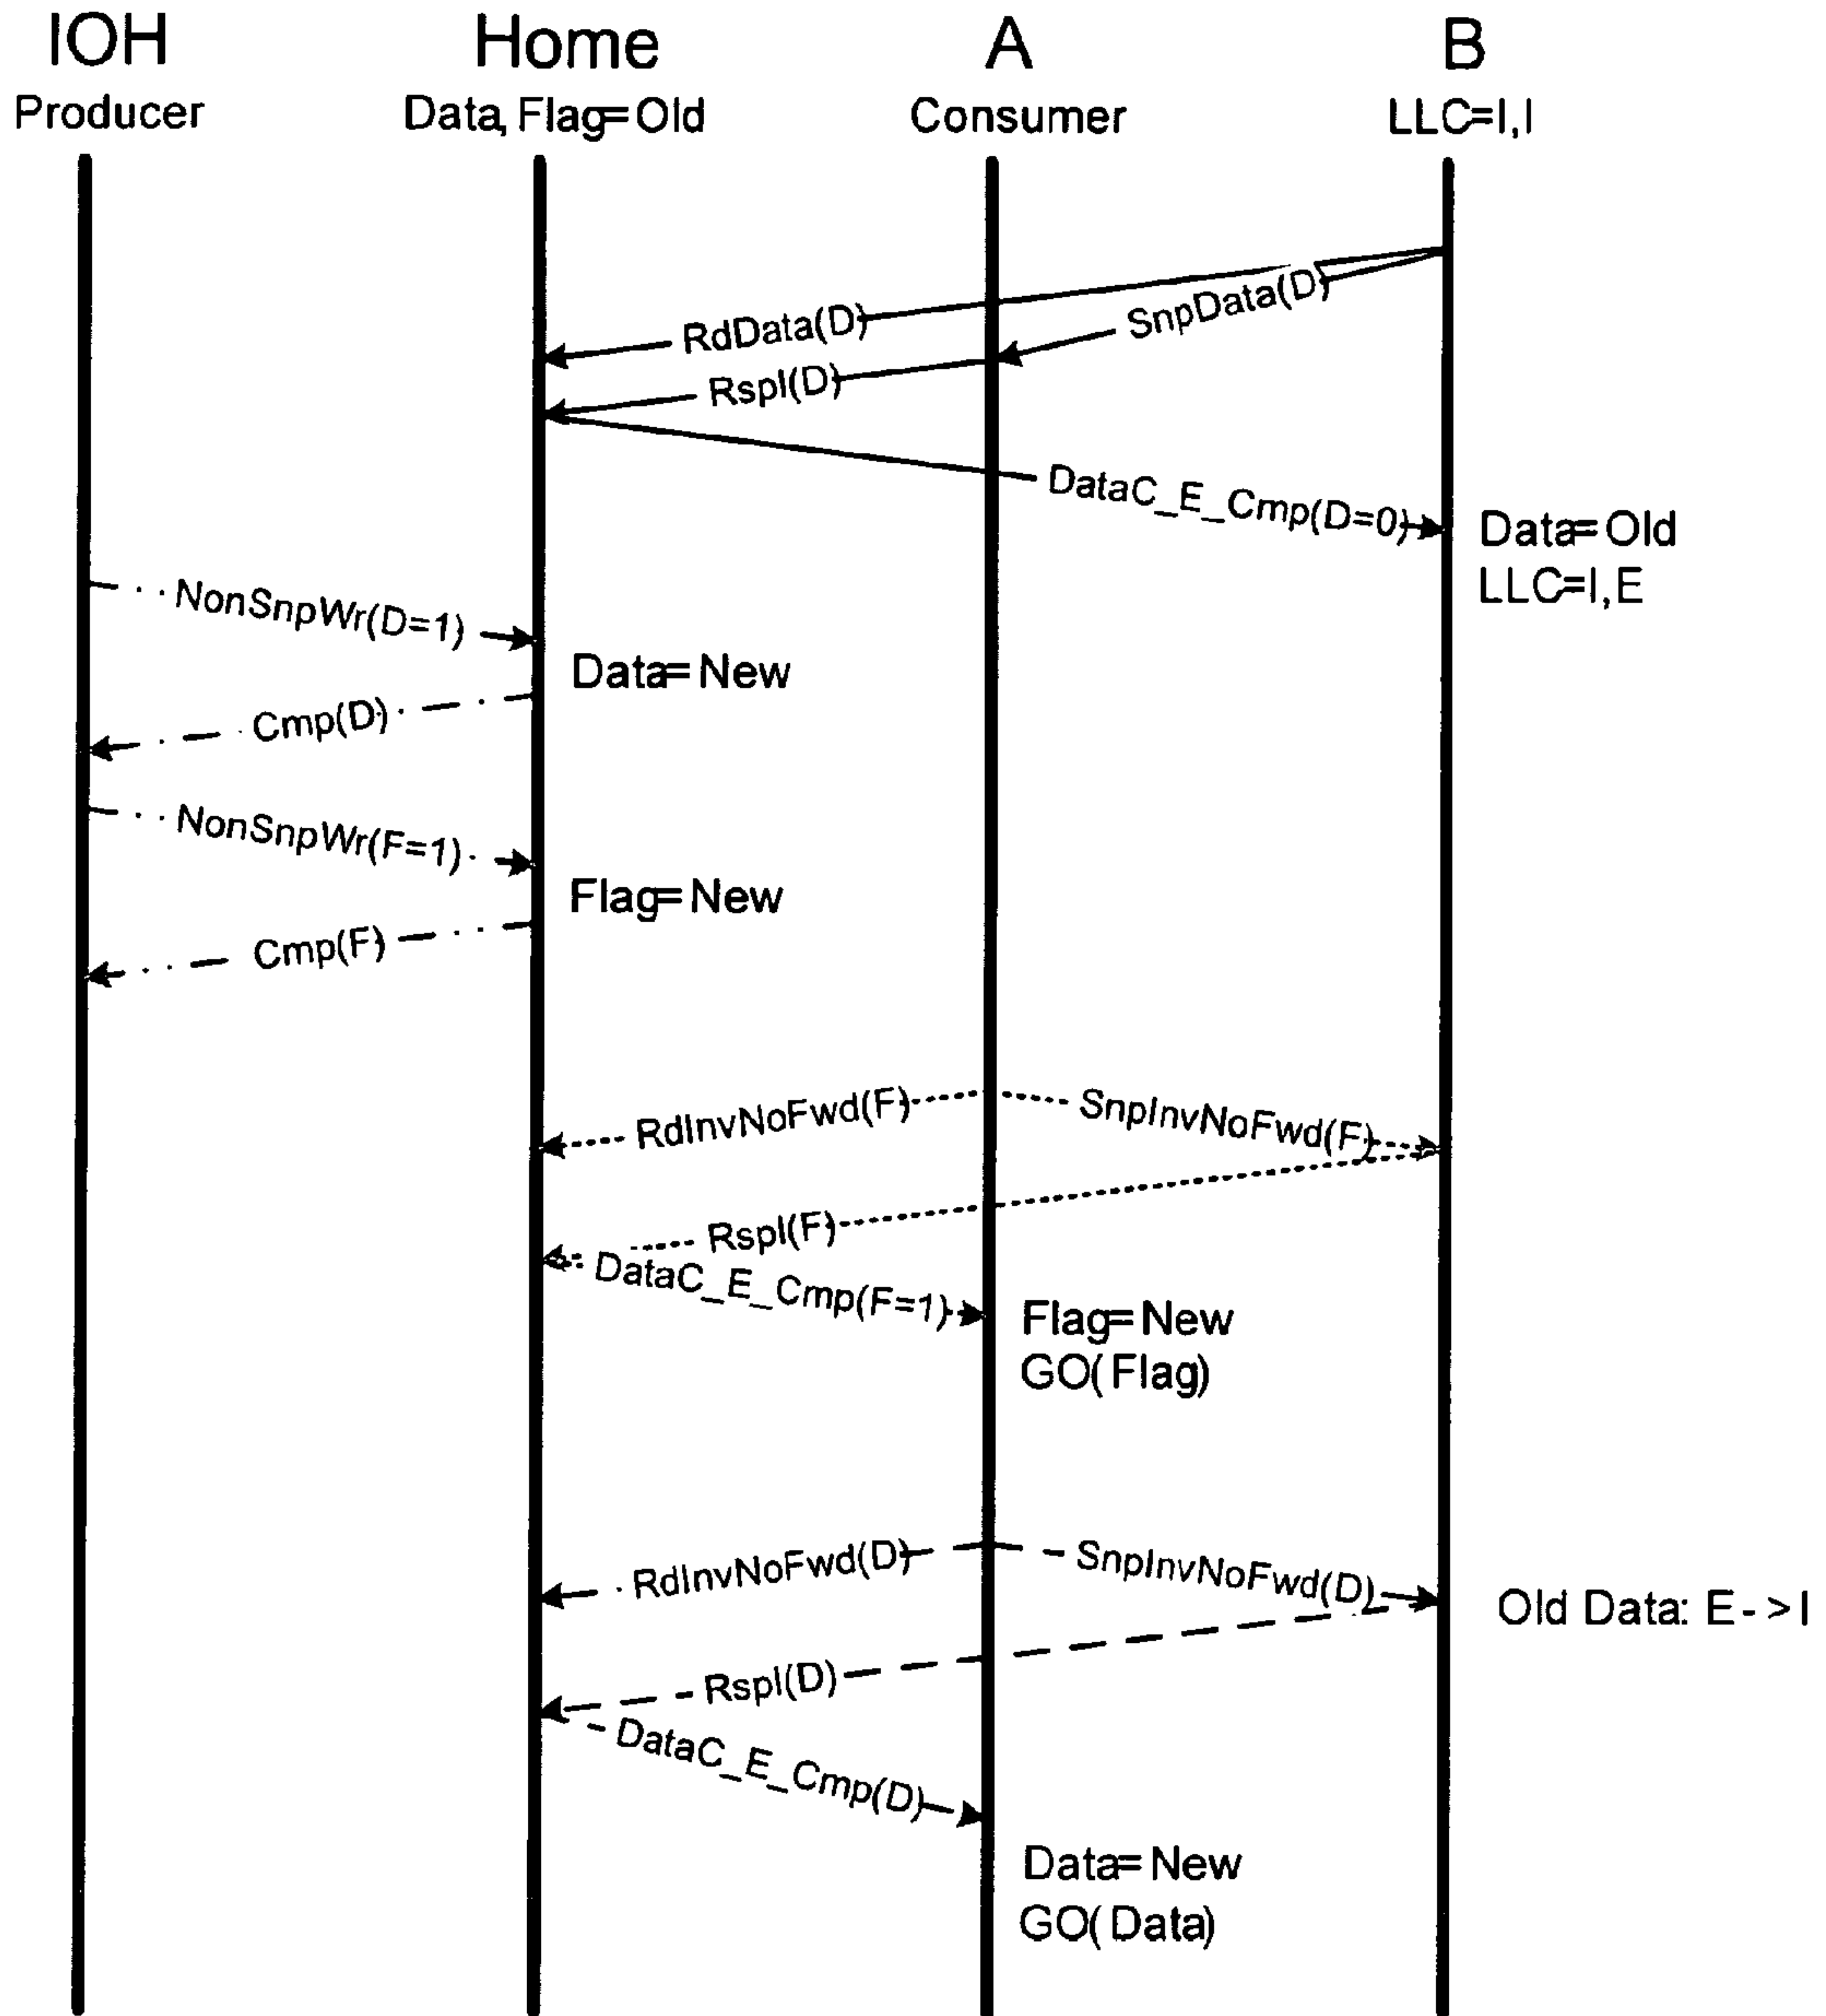 IOH
Home
A
B
Producer
Data, Flag=Old
Consumer
LLC=I,I
SnpData(D)
RdData(D)
RspI(D)
DataC_E_Cmp(D=0)
Data=Old
LLC=I,E
NonSnpWr(D=1)
Data=New
Cmp(D)
NonSnpWr(F=1)
Flag=New
Cmp(F)
RdInvNoFwd(F)
SnpInvNoFwd(F)
RspI(F)
DataC_E_Cmp(F=1)
Flag=New
GO(Flag)
RdInvNoFwd(D)
SnpInvNoFwd(D)
Old Data: E->I
RspI(D)
DataC_E_Cmp(D)
Data=New
GO(Data)